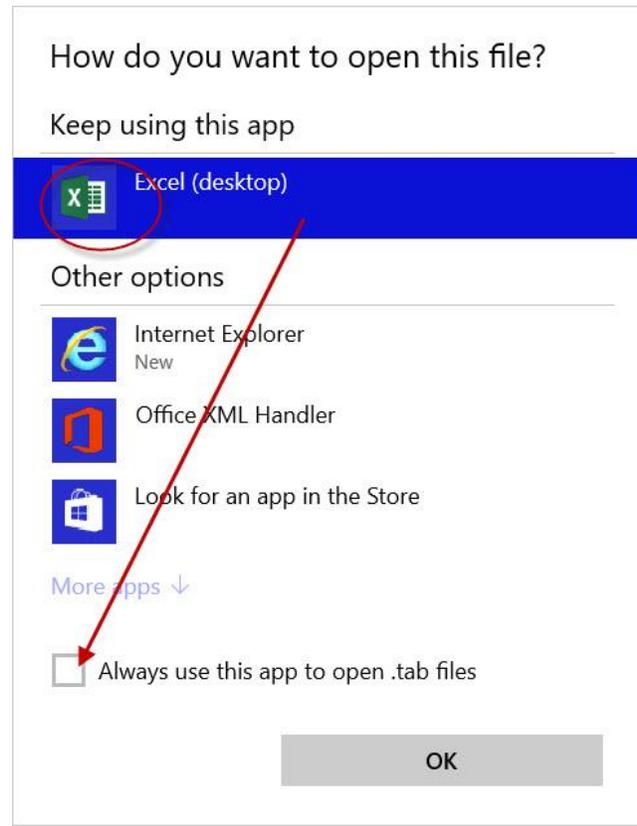 How do you want to open this file?
Keep using this app
Excel (desktop)
Other options
Internet Explorer
New
Office XML Handler
Look for an app in the Store
More apps ↓
Always use this app to open .tab files
OK